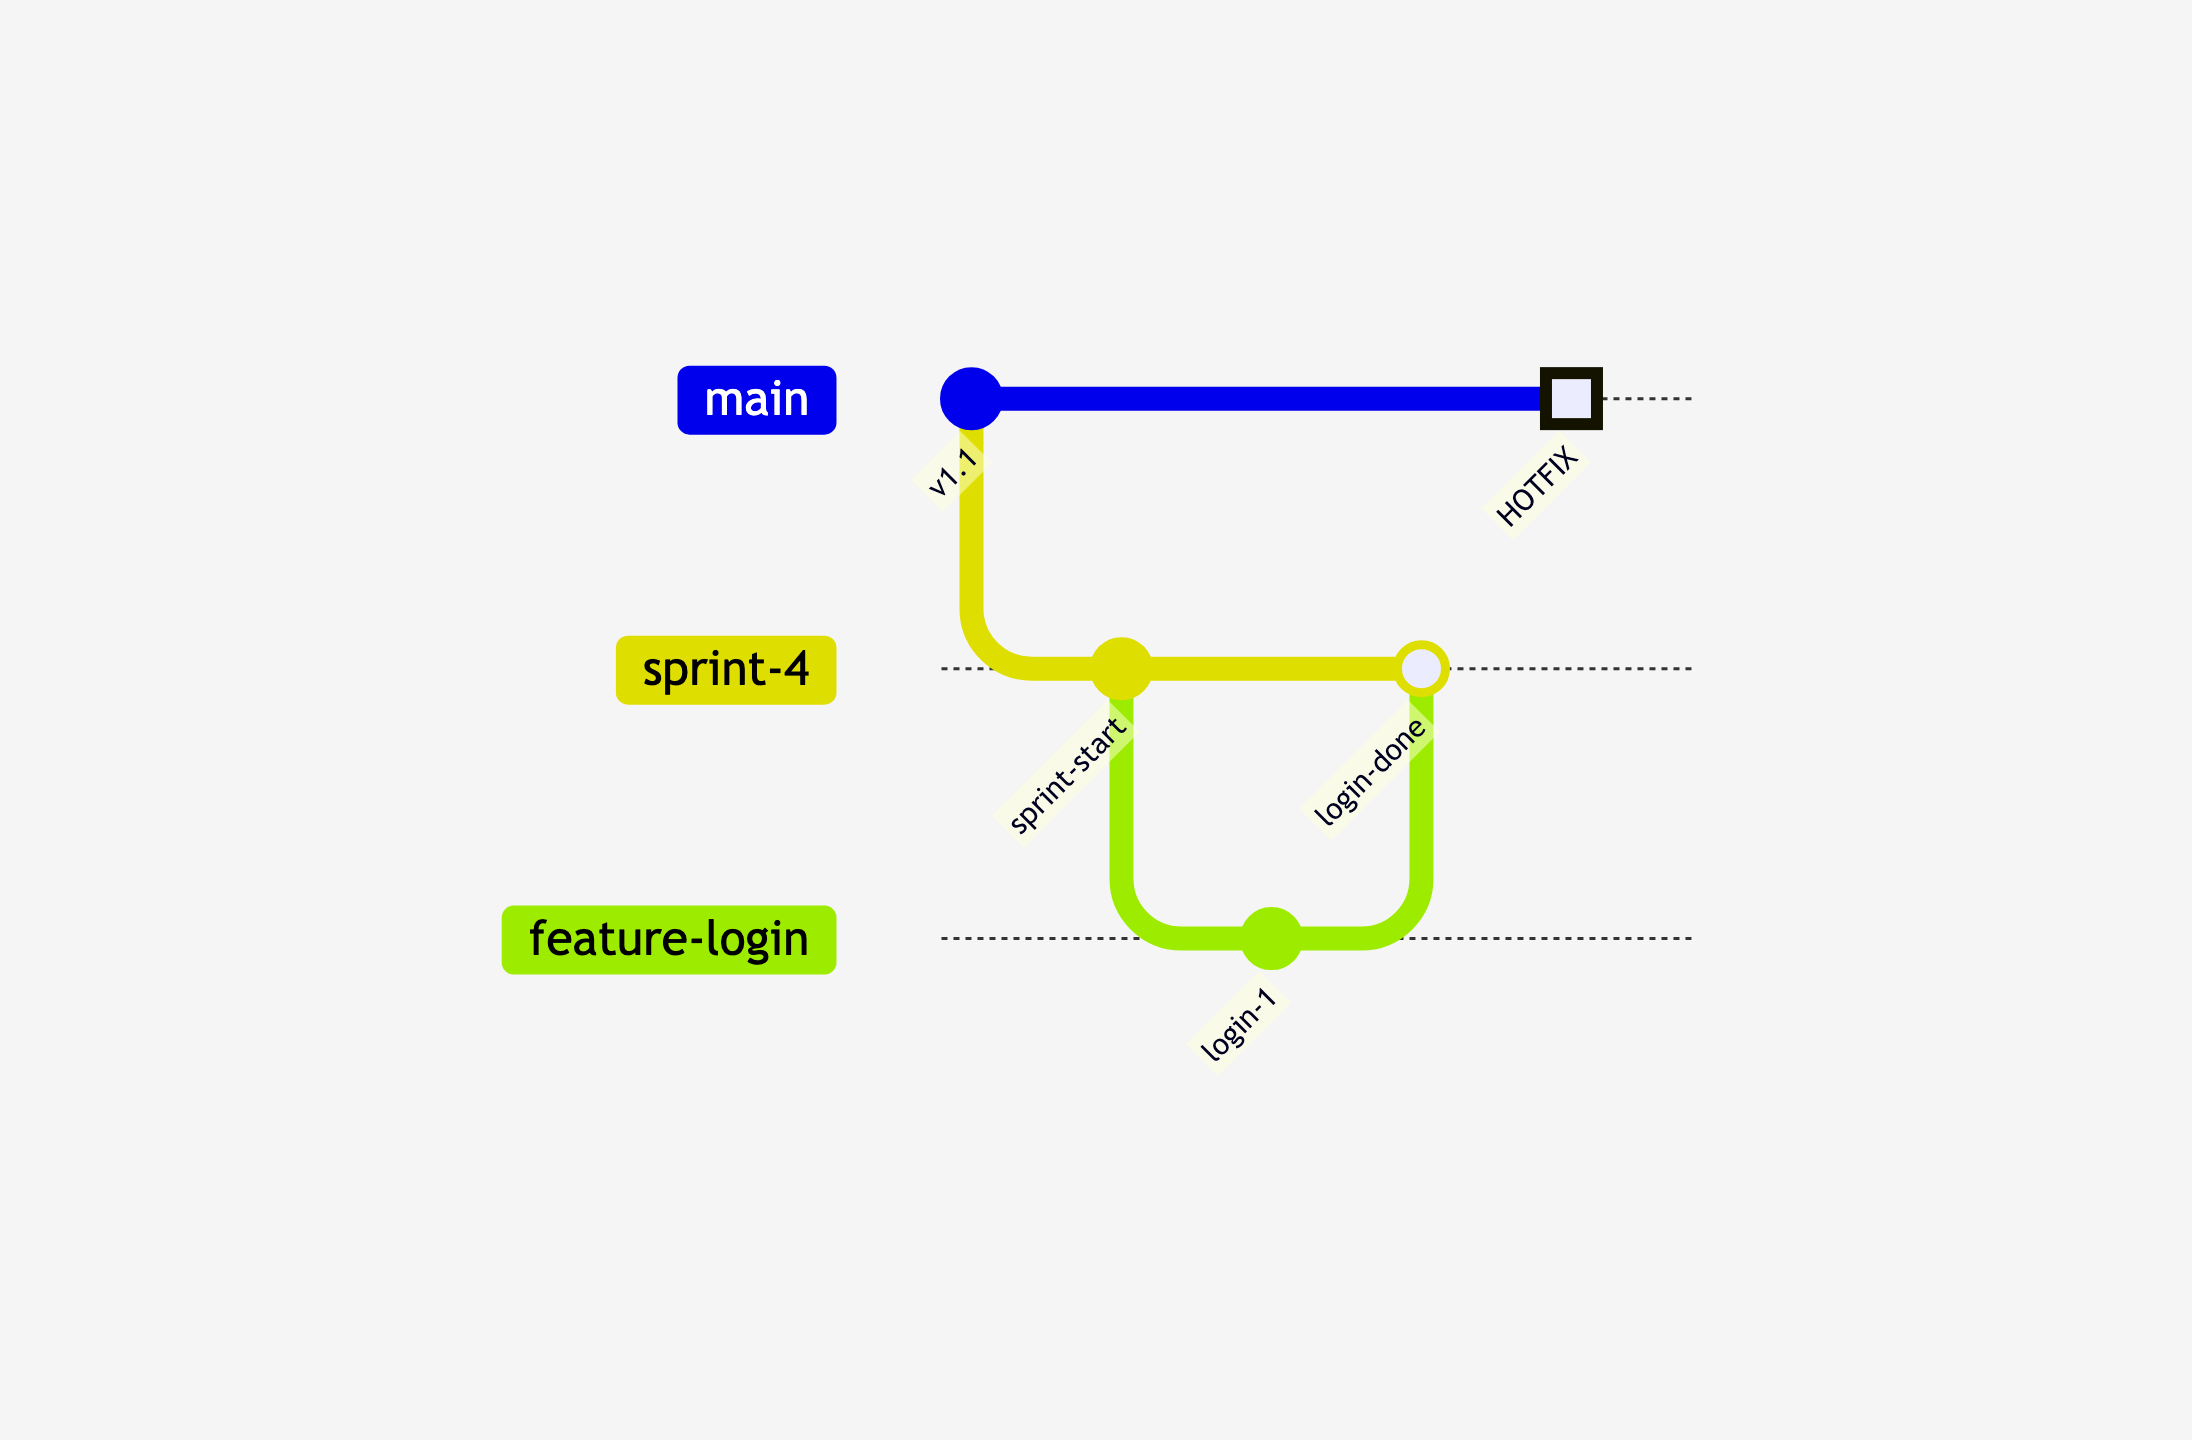 main
v1.1
HOTFIX
sprint-4
sprint-start
login-done
feature-login
login-1